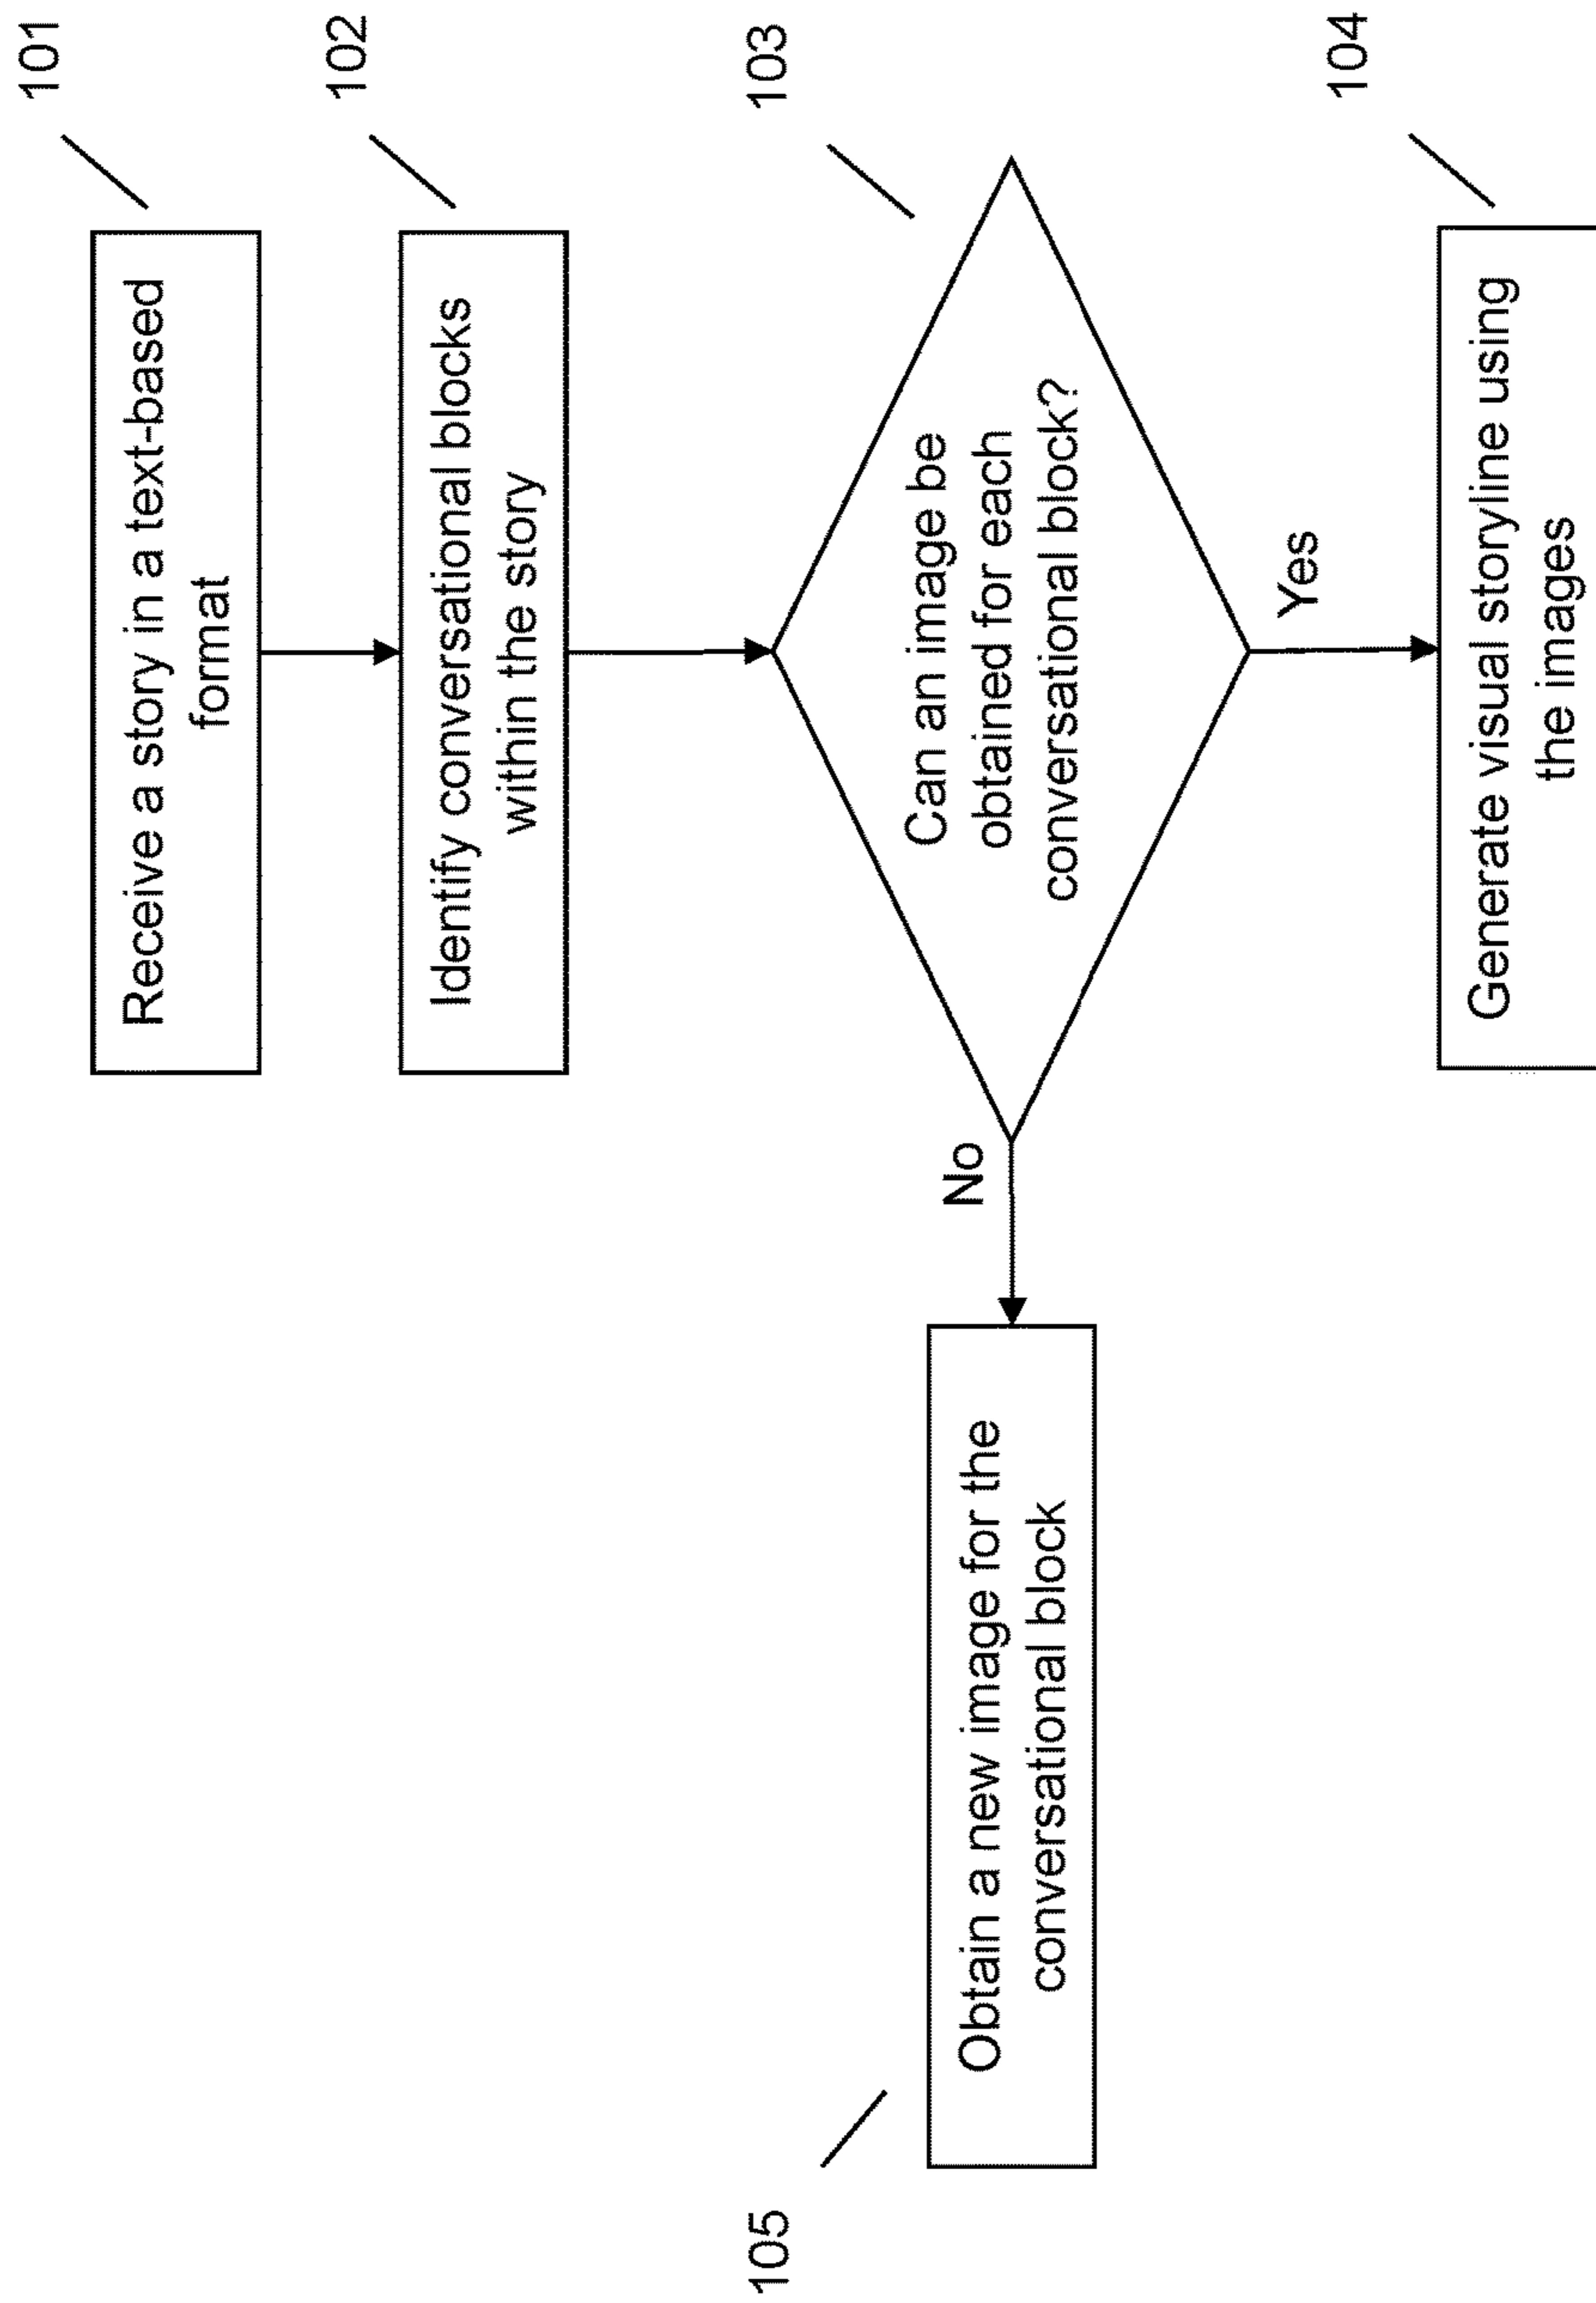 101
Receive a story in a text-based
format
102
Identify conversational blocks
within the story
103
Can an image be
obtained for each
conversational block?
No
Yes
105
Obtain a new image for the
conversational block
104
Generate visual storyline using
the images